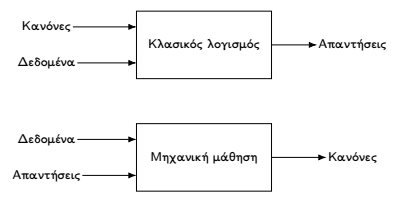 Κανόνες
Δεδομένα
Κλασικός λογισμός
Απαντήσεις
Δεδομένα
Απαντήσεις
Μηχανική μάθηση
Κανόνες